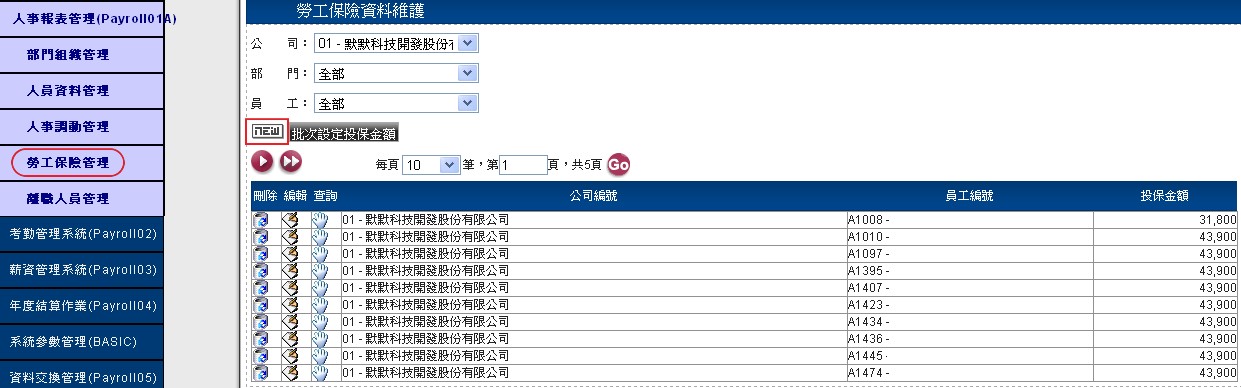 人事報表管理(Payroll01A)
部門組織管理
人員資料管理
人事調動管理
勞工保險管理
離職人員管理
考勤管理系統(Payroll02)
薪資管理系統(Payroll03)
年度結算作業(Payroll04)
系統參數管理(BASIC)
資料交換管理(Payroll05)
勞工保險資料維護
公 司： 01 - 默默科技開發股份有
部 門： 全部
員 工： 全部
NEW 批次設定投保金額
每頁 10 筆，第 1 頁，共5頁 Go
刪除 編輯 查詢 公司編號 員工編號 投保金額
01 - 默默科技開發股份有限公司 A1008 - 31,800
01 - 默默科技開發股份有限公司 A1010 - 43,900
01 - 默默科技開發股份有限公司 A1097 - 43,900
01 - 默默科技開發股份有限公司 A1395 - 43,900
01 - 默默科技開發股份有限公司 A1407 - 43,900
01 - 默默科技開發股份有限公司 A1423 - 43,900
01 - 默默科技開發股份有限公司 A1434 - 43,900
01 - 默默科技開發股份有限公司 A1436 - 43,900
01 - 默默科技開發股份有限公司 A1445 - 43,900
01 - 默默科技開發股份有限公司 A1474 - 43,900